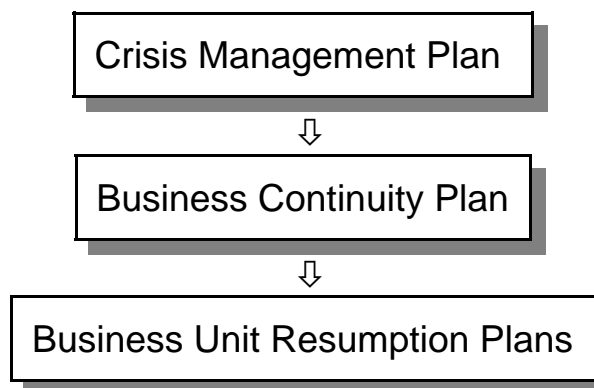 Crisis Management Plan
Business Continuity Plan
Business Unit Resumption Plans